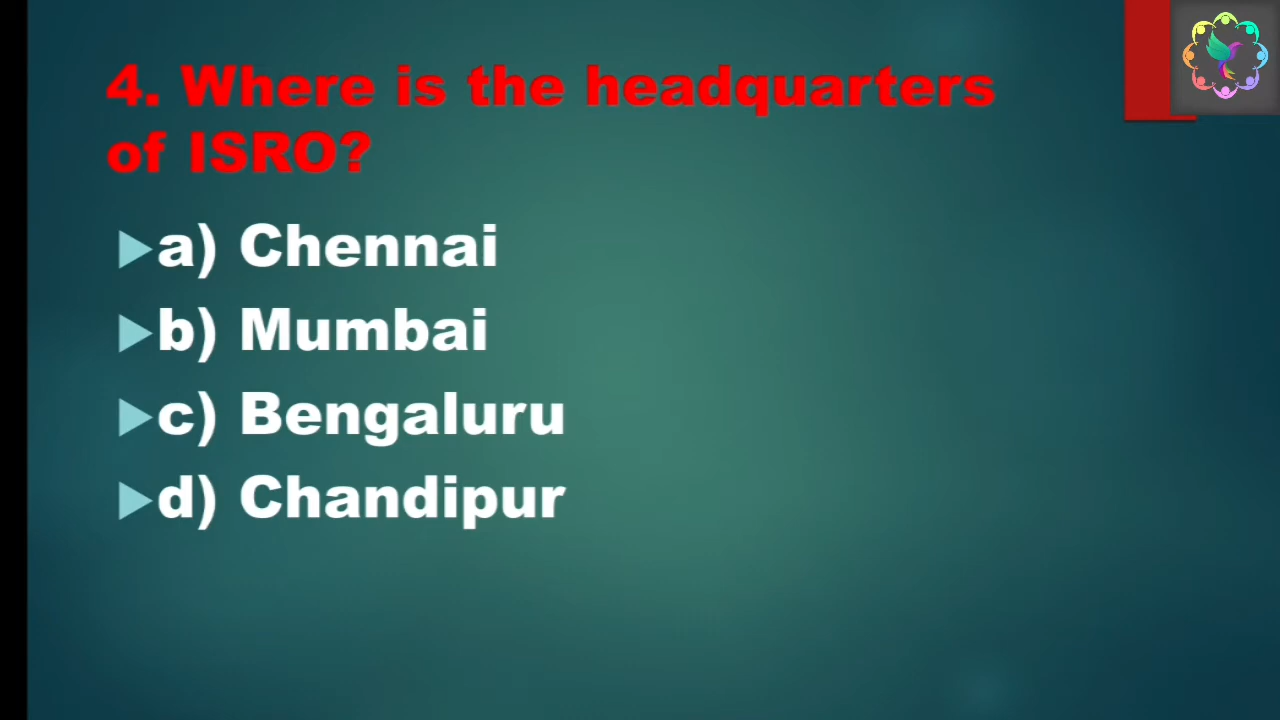 4. Where is the headquarters
of ISRO?
a) Chennai
b) Mumbai
c) Bengaluru
d) Chandipur